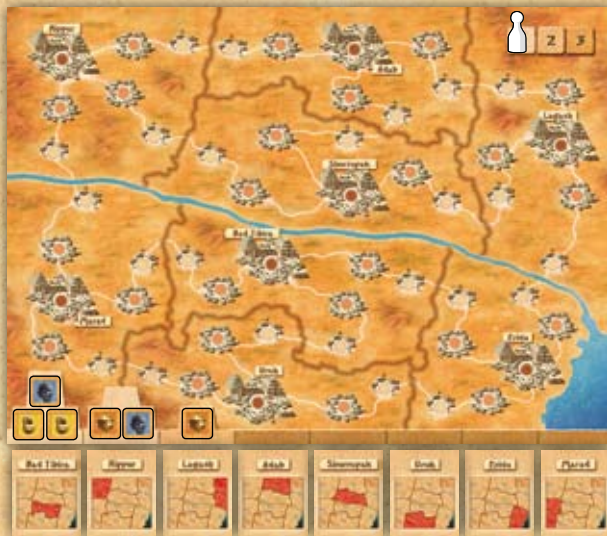 Nippur
2 3
Adab
Lagash
Shuruppak
Bad Tibira
Marad
Eridu
Uruk
Bad Tibira
Nippur
Lagash
Adab
Shuruppak
Uruk
Eridu
Marad